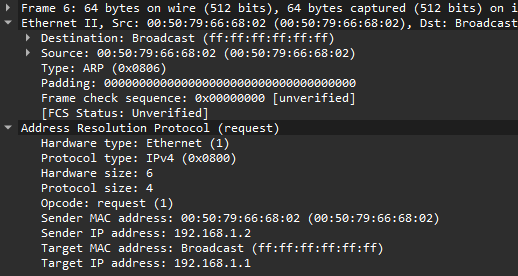 Frame 6: 64 bytes on wire (512 bits), 64 bytes captured (512 bits) on i
Ethernet II, Src: 00:50:79:66:68:02 (00:50:79:66:68:02), Dst: Broadcast
Destination: Broadcast (ff:ff:ff:ff:ff:ff)
Source: 00:50:79:66:68:02 (00:50:79:66:68:02)
Type: ARP (0x0806)
Padding: 000000000000000000000000000000000000
Frame check sequence: 0x00000000 [unverified]
[FCS Status: Unverified]
Address Resolution Protocol (request)
Hardware type: Ethernet (1)
Protocol type: IPv4 (0x0800)
Hardware size: 6
Protocol size: 4
Opcode: request (1)
Sender MAC address: 00:50:79:66:68:02 (00:50:79:66:68:02)
Sender IP address: 192.168.1.2
Target MAC address: Broadcast (ff:ff:ff:ff:ff:ff)
Target IP address: 192.168.1.1